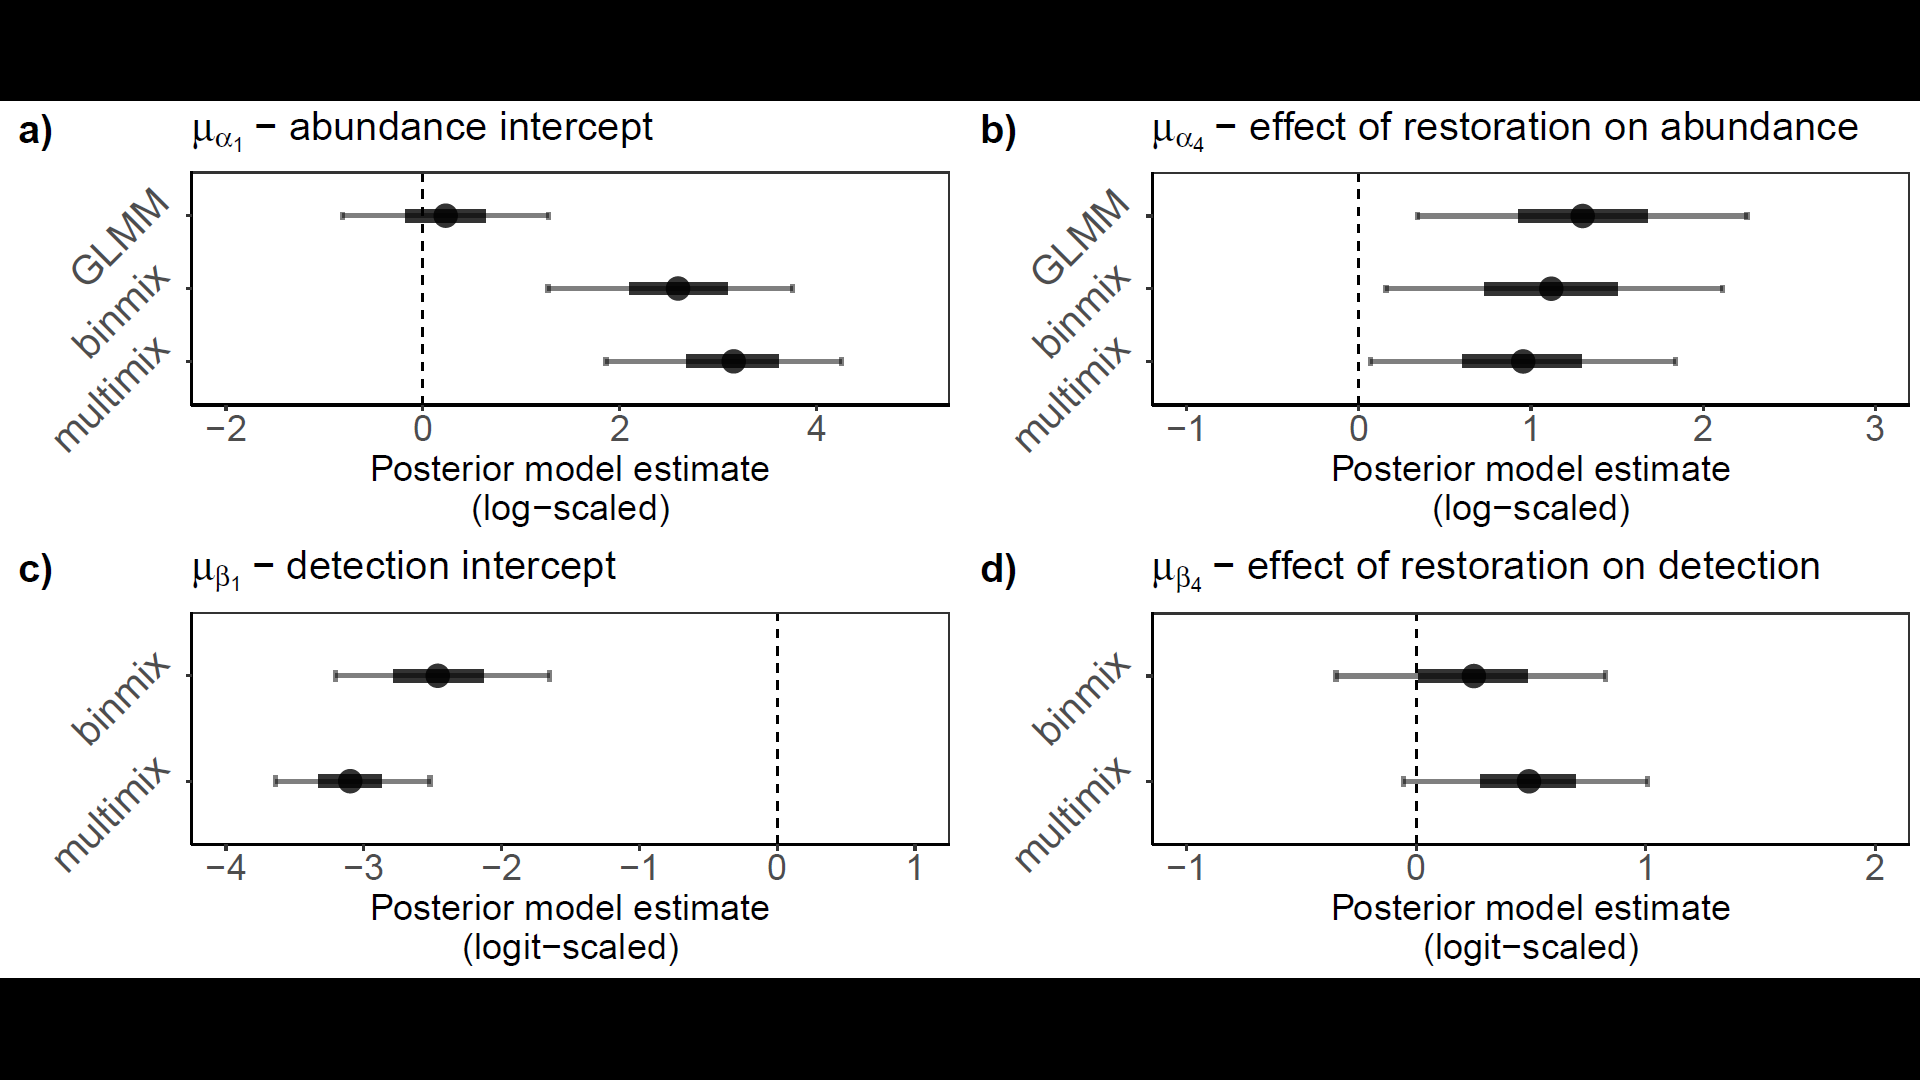 a) μα1 − abundance intercept
GLMM
binmix
multimix
−2 0 2 4
Posterior model estimate
(log−scaled)
b) μα4 − effect of restoration on abundance
GLMM
binmix
multimix
−1 0 1 2 3
Posterior model estimate
(log−scaled)
c) μβ1 − detection intercept
binmix
multimix
−4 −3 −2 −1 0 1
Posterior model estimate
(logit−scaled)
d) μβ4 − effect of restoration on detection
binmix
multimix
−1 0 1 2
Posterior model estimate
(logit−scaled)